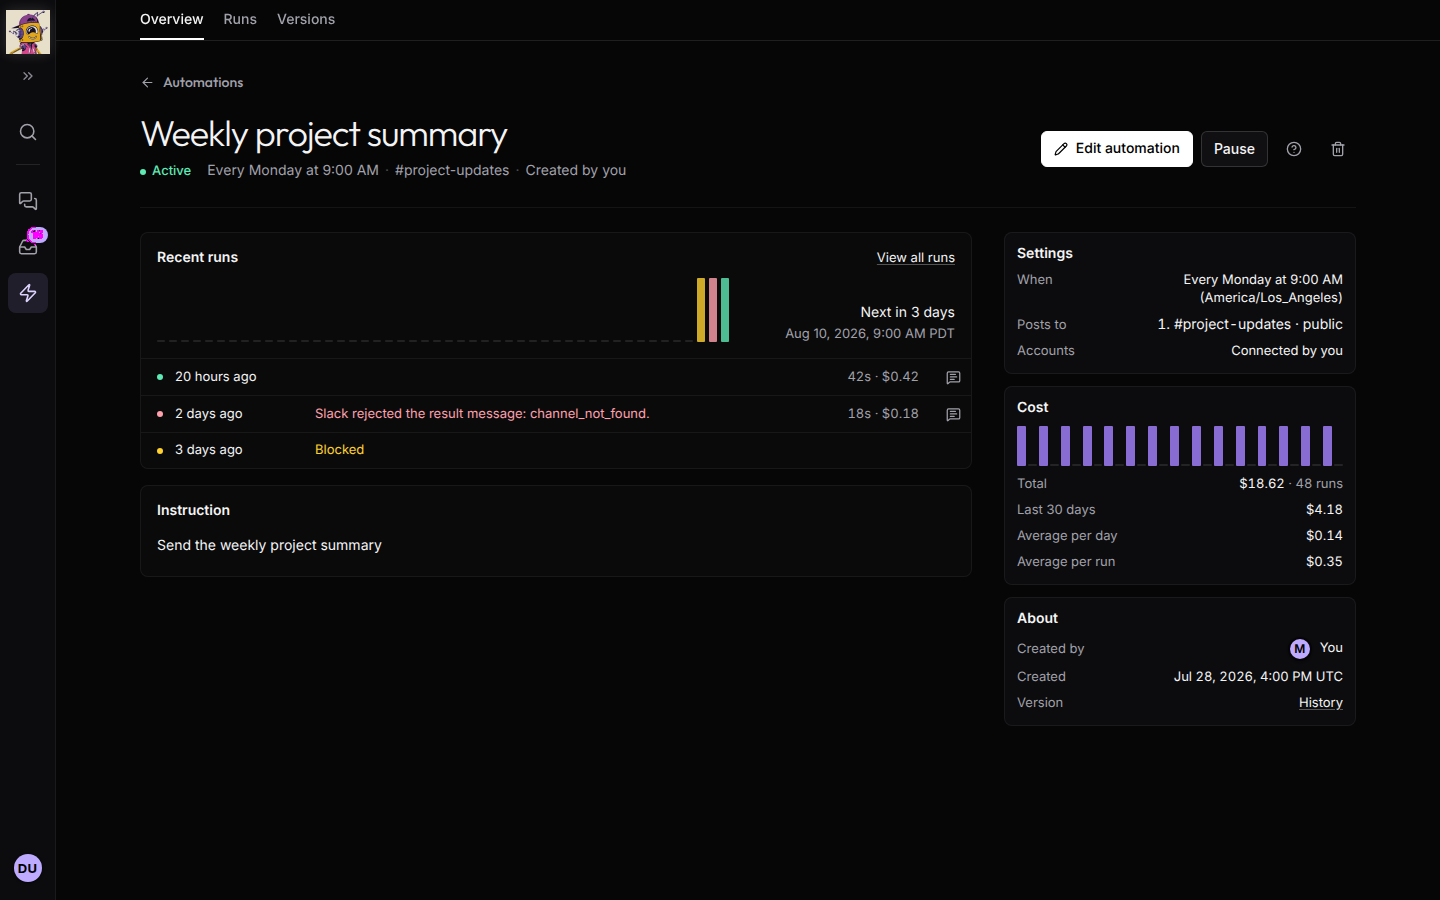 Overview Runs Versions
Automations
Weekly project summary
Active Every Monday at 9:00 AM · #project-updates · Created by you
Edit automation
Pause
Recent runs
View all runs
Next in 3 days
Aug 10, 2026, 9:00 AM PDT
20 hours ago 42s · $0.42
2 days ago Slack rejected the result message: channel_not_found. 18s · $0.18
3 days ago Blocked
Instruction
Send the weekly project summary
Settings
When Every Monday at 9:00 AM
(America/Los_Angeles)
Posts to 1. #project-updates · public
Accounts Connected by you
Cost
Total $18.62 · 48 runs
Last 30 days $4.18
Average per day $0.14
Average per run $0.35
About
Created by M You
Created Jul 28, 2026, 4:00 PM UTC
Version History
DU